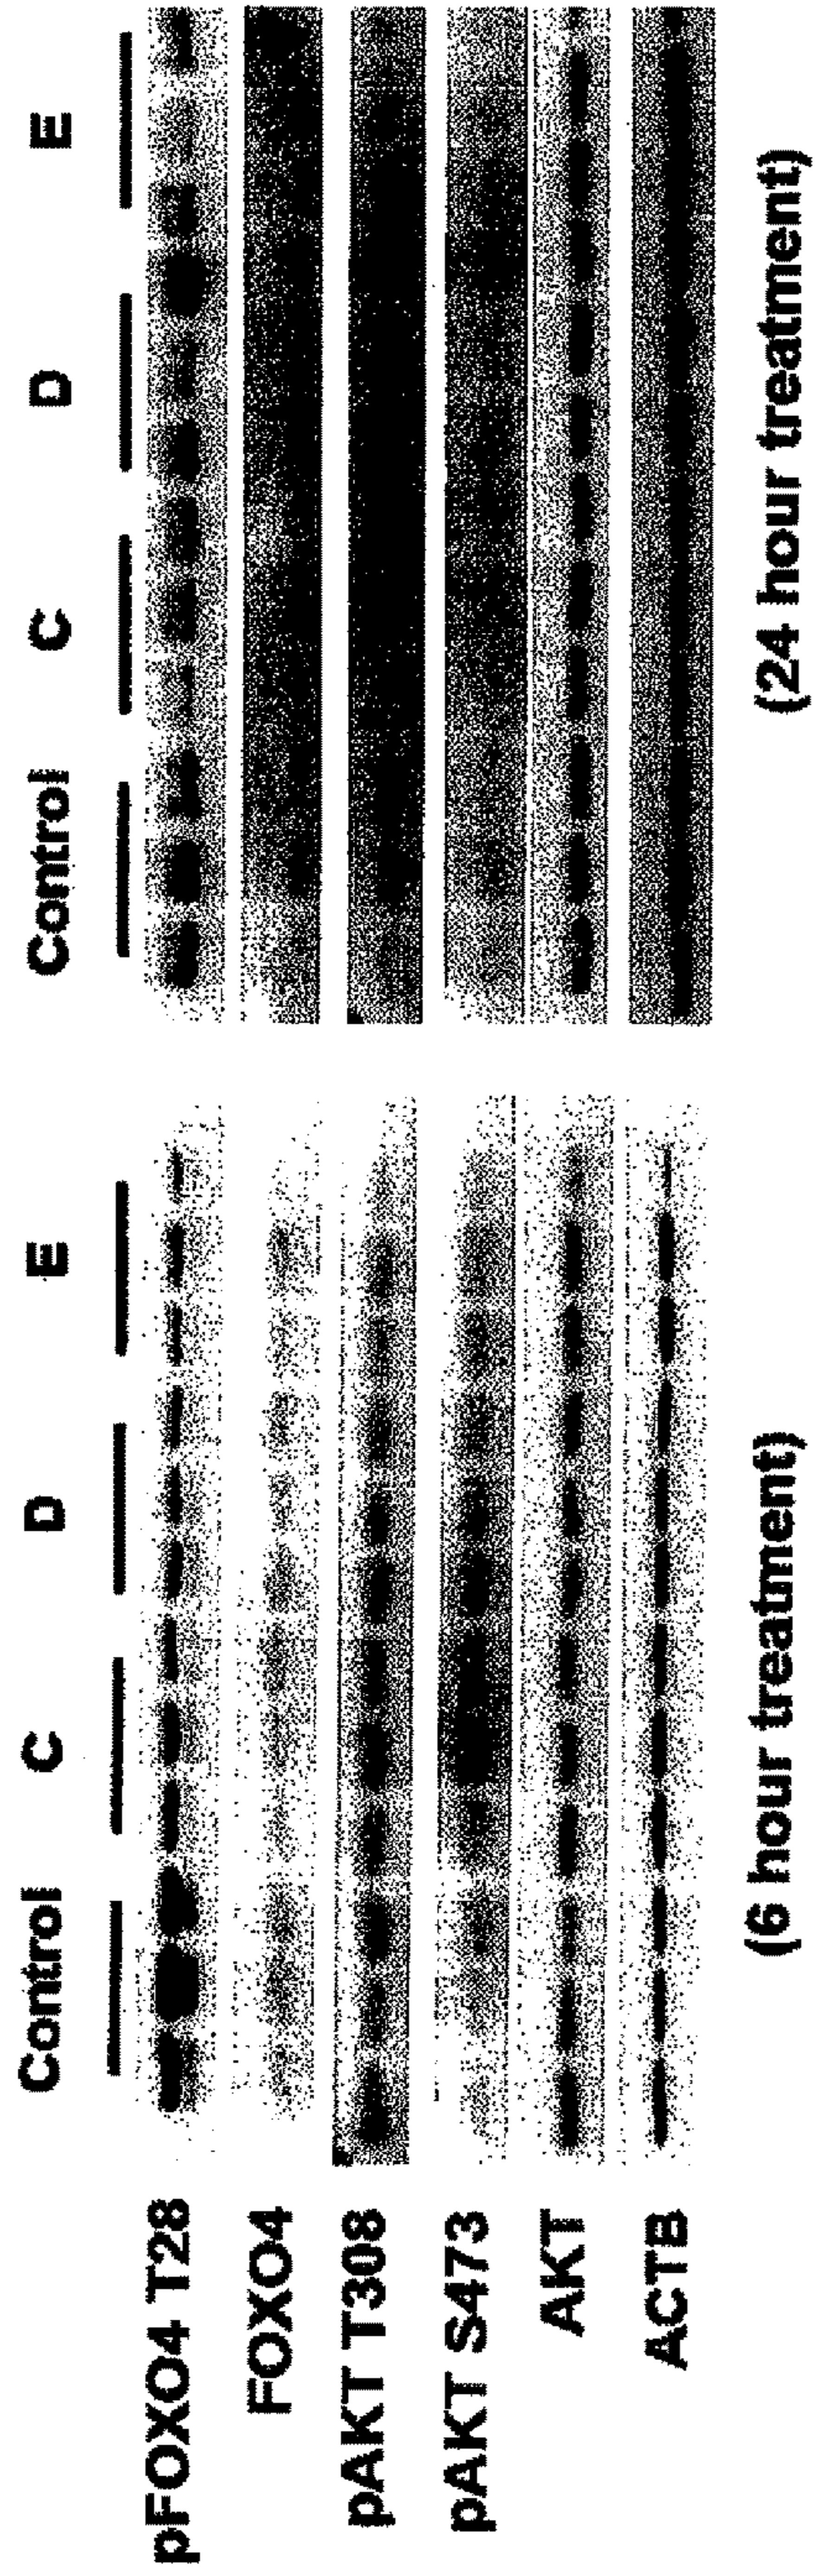 Control C D E Control C D E
pFOXO4 T28
FOXO4
pAKT T308
pAKT S473
AKT
ACTB
(6 hour treatment) (24 hour treatment)